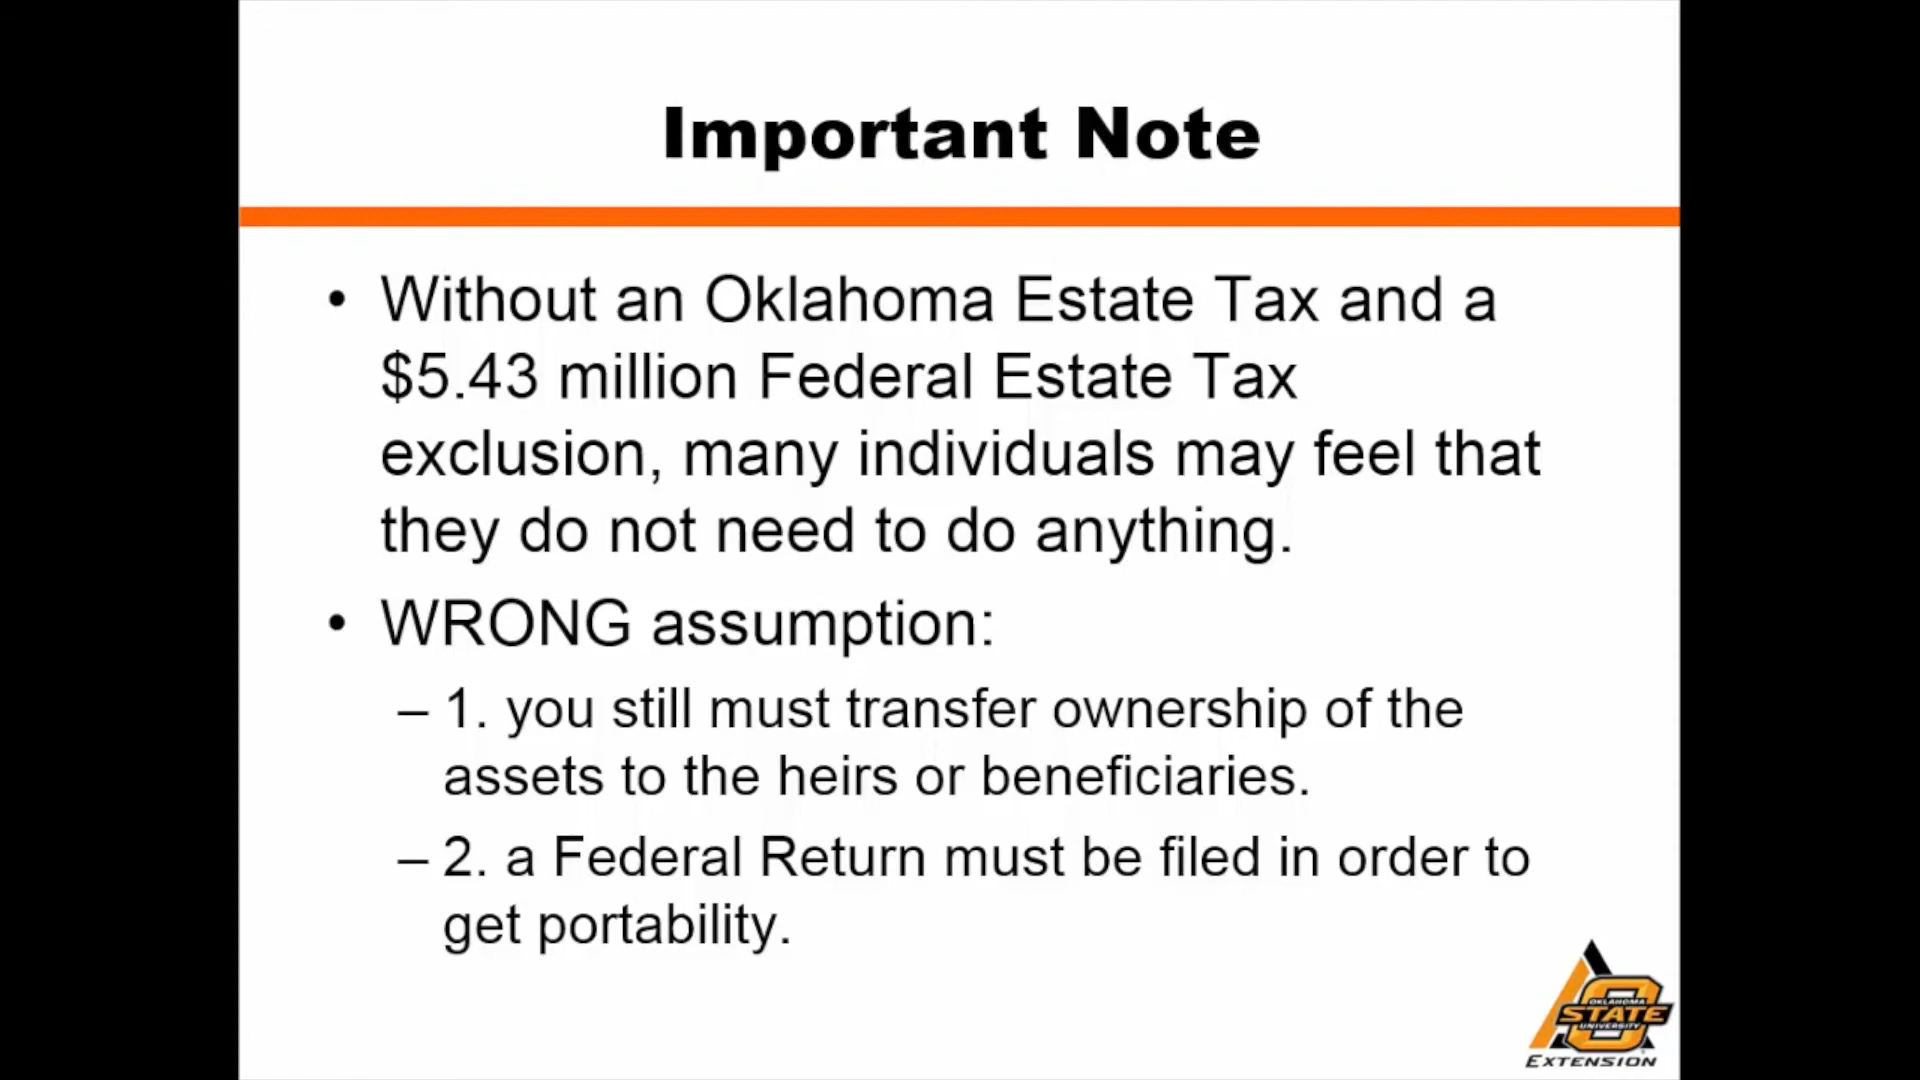 Important Note
• Without an Oklahoma Estate Tax and a
$5.43 million Federal Estate Tax
exclusion, many individuals may feel that
they do not need to do anything.
• WRONG assumption:
– 1. you still must transfer ownership of the
assets to the heirs or beneficiaries.
– 2. a Federal Return must be filed in order to
get portability.
OKLAHOMA
STATE
UNIVERSITY
EXTENSION